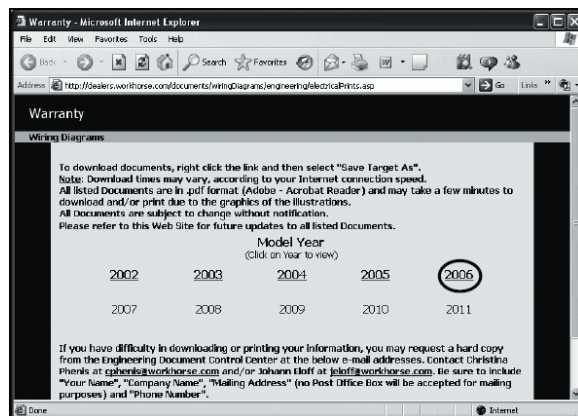 Warranty - Microsoft Internet Explorer
File Edit View Favorites Tools Help
Back Search Favorites
Address http://dealers.workhorse.com/documents/wiringDiagrams/engineering/electricalPrints.asp Go Links »
Warranty
Wiring Diagrams
To download documents, right click the link and then select "Save Target As".
Note: Download times may vary, according to your Internet connection speed.
All listed Documents are in .pdf format (Adobe - Acrobat Reader) and may take a few minutes to
download and/or print due to the graphics of the illustrations.
All Documents are subject to change without notification.
Please refer to this Web Site for future updates to all listed Documents.
Model Year
(Click on Year to view)
2002 2003 2004 2005 2006
2007 2008 2009 2010 2011
If you have difficulty in downloading or printing your information, you may request a hard copy
from the Engineering Document Control Center at the below e-mail addresses. Contact Christina
Phenis at cphenis@workhorse.com and/or Johann Eloff at jeloff@workhorse.com. Be sure to include
"Your Name", "Company Name", "Mailing Address" (no Post Office Box will be accepted for mailing
purposes) and "Phone Number".
Done Internet